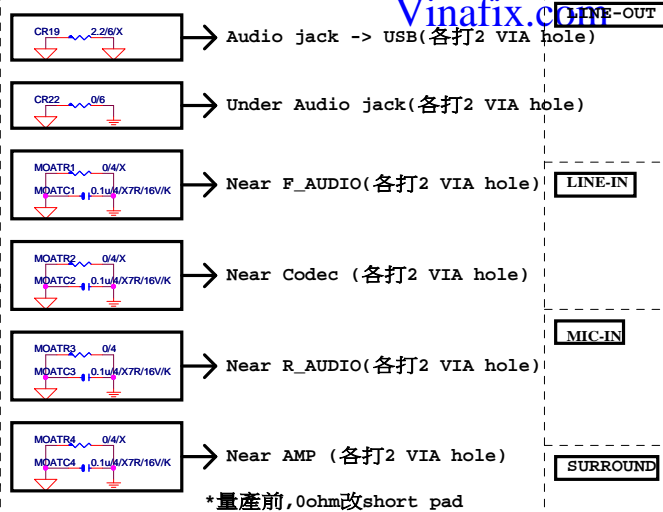 Vinafix.com
LINE-OUT
CR19 2.2/6/X
Audio jack -> USB(各打2 VIA hole)
CR22 0/6
Under Audio jack(各打2 VIA hole)
MOATR1 0/4/X
MOATC1 0.1u/4/X7R/16V/K
Near F_AUDIO(各打2 VIA hole)
LINE-IN
MOATR2 0/4/X
MOATC2 0.1u/4/X7R/16V/K
Near Codec (各打2 VIA hole)
MIC-IN
MOATR3 0/4
MOATC3 0.1u/4/X7R/16V/K
Near R_AUDIO(各打2 VIA hole)
MOATR4 0/4/X
MOATC4 0.1u/4/X7R/16V/K
Near AMP (各打2 VIA hole)
SURROUND
*量產前,0ohm改short pad